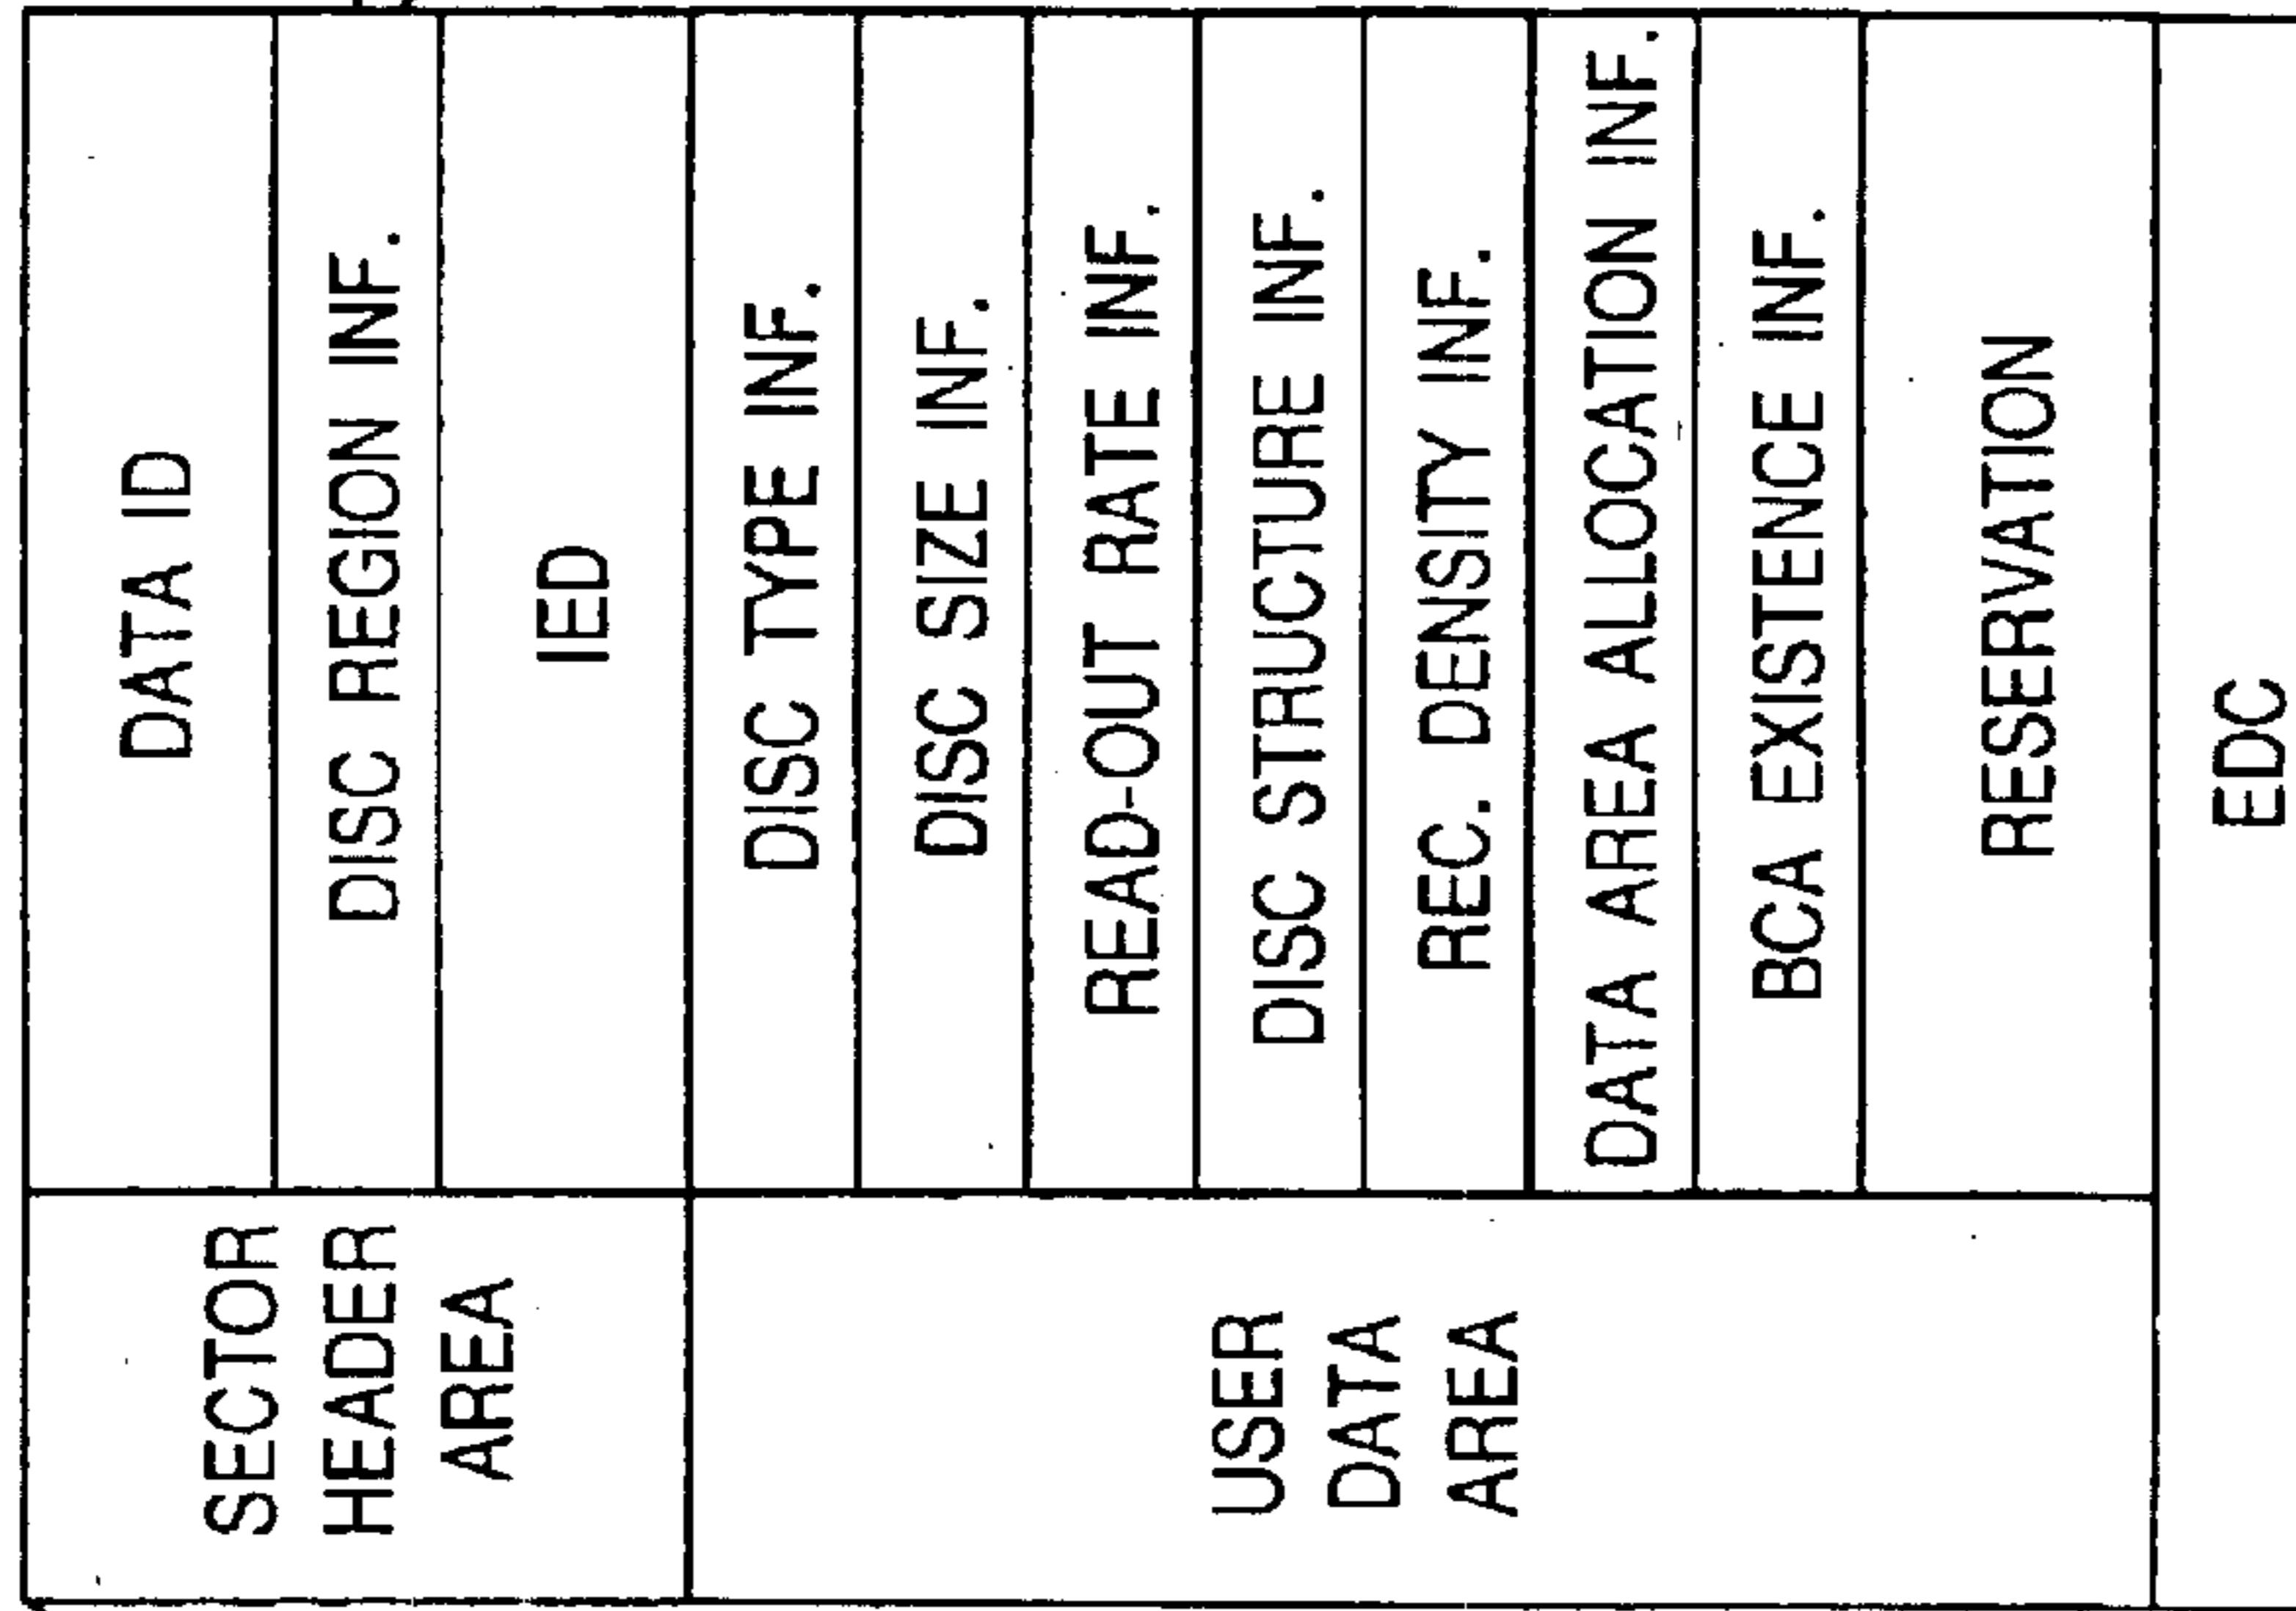 SECTOR
HEADER
AREA
DATA ID
DISC REGION INF.
IED
USER
DATA
AREA
DISC TYPE INF.
DISC SIZE INF.
READ-OUT RATE INF.
DISC STRUCTURE INF.
REC. DENSITY INF.
DATA AREA ALLOCATION INF.
BCA EXISTENCE INF.
RESERVATION
EDC